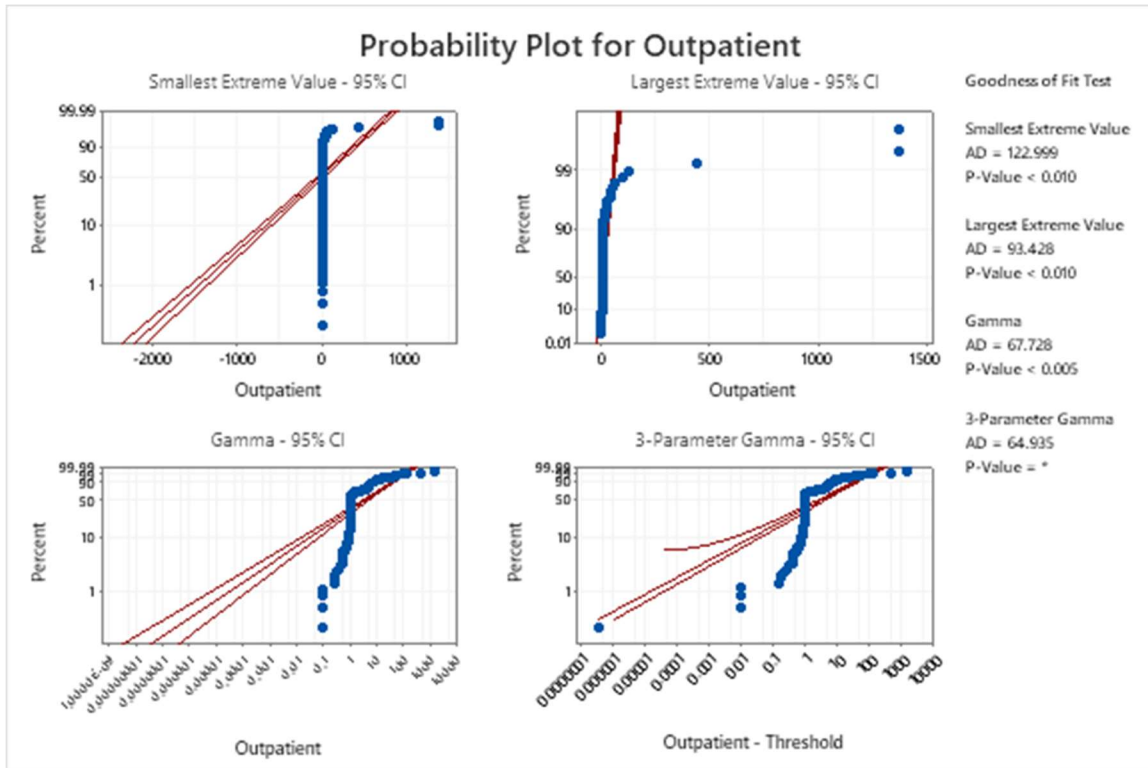 Probability Plot for Outpatient
Smallest Extreme Value - 95% CI
99.99
90
50
10
1
Percent
-2000
-1000
0
1000
Outpatient
Largest Extreme Value - 95% CI
99
90
50
10
0.01
Percent
0
500
1000
1500
Outpatient
Gamma - 95% CI
99.99
90
50
10
1
Percent
0.01
0.1
1
10
100
1000
Outpatient
3-Parameter Gamma - 95% CI
99.99
90
50
10
1
Percent
0.00000001
0.000001
0.00001
0.0001
0.001
0.01
0.1
1
10
100
1000
10000
Outpatient - Threshold
Goodness of Fit Test
Smallest Extreme Value
AD = 122.999
P-Value < 0.010
Largest Extreme Value
AD = 93.428
P-Value < 0.010
Gamma
AD = 67.728
P-Value < 0.005
3-Parameter Gamma
AD = 64.935
P-Value = *